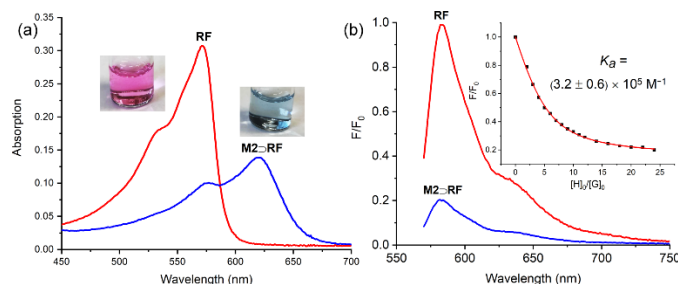 (a)
0.35
0.30
0.25
0.20
0.15
0.10
0.05
0.00
Absorption
RF
M2⊃RF
450
500
550
600
650
700
Wavelength (nm)
(b)
1.0
0.8
0.6
0.4
0.2
0.0
F/F₀
RF
M2⊃RF
550
600
650
700
750
Wavelength (nm)
1.0
0.8
0.6
0.4
0.2
0.0
F/F₀
Kₐ =
(3.2 ± 0.6) × 10⁵ M⁻¹
0
5
10
15
20
25
[H]₀/[G]₀